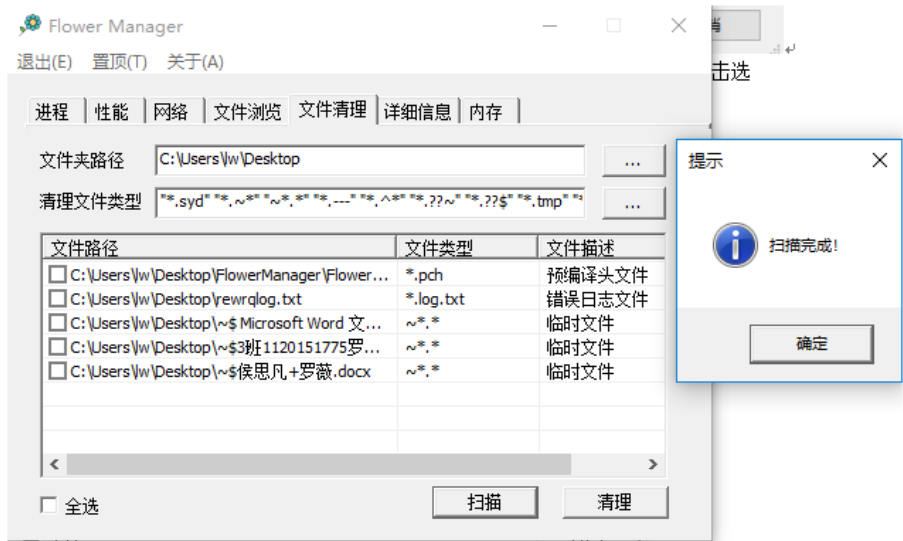 Flower Manager
退出(E) 置顶(T) 关于(A)
击选
进程 性能 网络 文件浏览 文件清理 详细信息 内存
文件夹路径 C:\Users\lw\Desktop ...
清理文件类型 "*.syd" "*.~*" "~*.*" "*.---" "*.^*" "*.??~" "*.??$" "*.tmp" "* ...
文件路径 文件类型 文件描述
C:\Users\lw\Desktop\FlowerManager\Flower... *.pch 预编译头文件
C:\Users\lw\Desktop\rewrqlog.txt *.log.txt 错误日志文件
C:\Users\lw\Desktop\~$ Microsoft Word 文... ~*.* 临时文件
C:\Users\lw\Desktop\~$3班1120151775罗... ~*.* 临时文件
C:\Users\lw\Desktop\~$侯思凡+罗薇.docx ~*.* 临时文件
全选 扫描 清理
提示
扫描完成!
确定